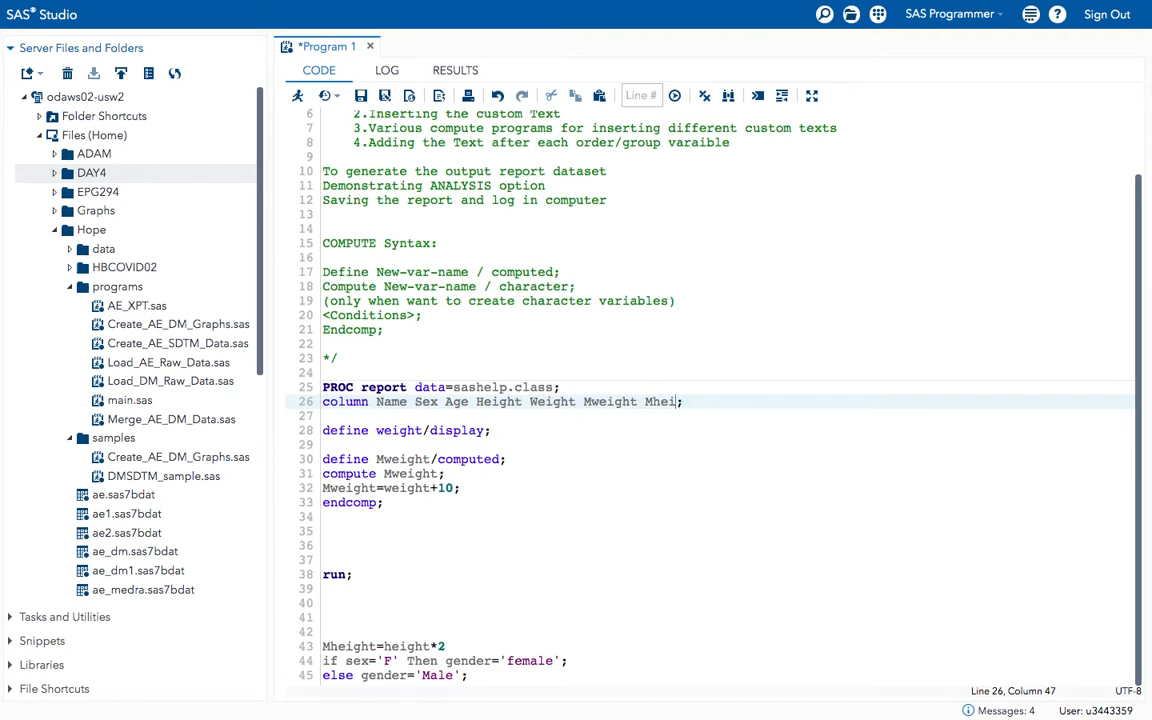 SAS® Studio
SAS Programmer
Sign Out
Server Files and Folders
odaws02-usw2
Folder Shortcuts
Files (Home)
ADAM
DAY4
EPG294
Graphs
Hope
data
HBCOVID02
programs
AE_XPT.sas
Create_AE_DM_Graphs.sas
Create_AE_SDTM_Data.sas
Load_AE_Raw_Data.sas
Load_DM_Raw_Data.sas
main.sas
Merge_AE_DM_Data.sas
samples
Create_AE_DM_Graphs.sas
DMSDTM_sample.sas
ae.sas7bdat
ae1.sas7bdat
ae2.sas7bdat
ae_dm.sas7bdat
ae_dm1.sas7bdat
ae_medra.sas7bdat
Tasks and Utilities
Snippets
Libraries
File Shortcuts
*Program 1
CODE LOG RESULTS
Line #
6 2.Inserting the custom Text
7 3.Various compute programs for inserting different custom texts
8 4.Adding the Text after each order/group varaible
9
10 To generate the output report dataset
11 Demonstrating ANALYSIS option
12 Saving the report and log in computer
13
14
15 COMPUTE Syntax:
16
17 Define New-var-name / computed;
18 Compute New-var-name / character;
19 (only when want to create character variables)
20 <Conditions>;
21 Endcomp;
22
23 */
24
25 PROC report data=sashelp.class;
26 column Name Sex Age Height Weight Mweight Mhei;
27
28 define weight/display;
29
30 define Mweight/computed;
31 compute Mweight;
32 Mweight=weight+10;
33 endcomp;
34
35
36
37
38 run;
39
40
41
42
43 Mheight=height*2
44 if sex='F' Then gender='female';
45 else gender='Male';
Line 26, Column 47
UTF-8
Messages: 4
User: u3443359